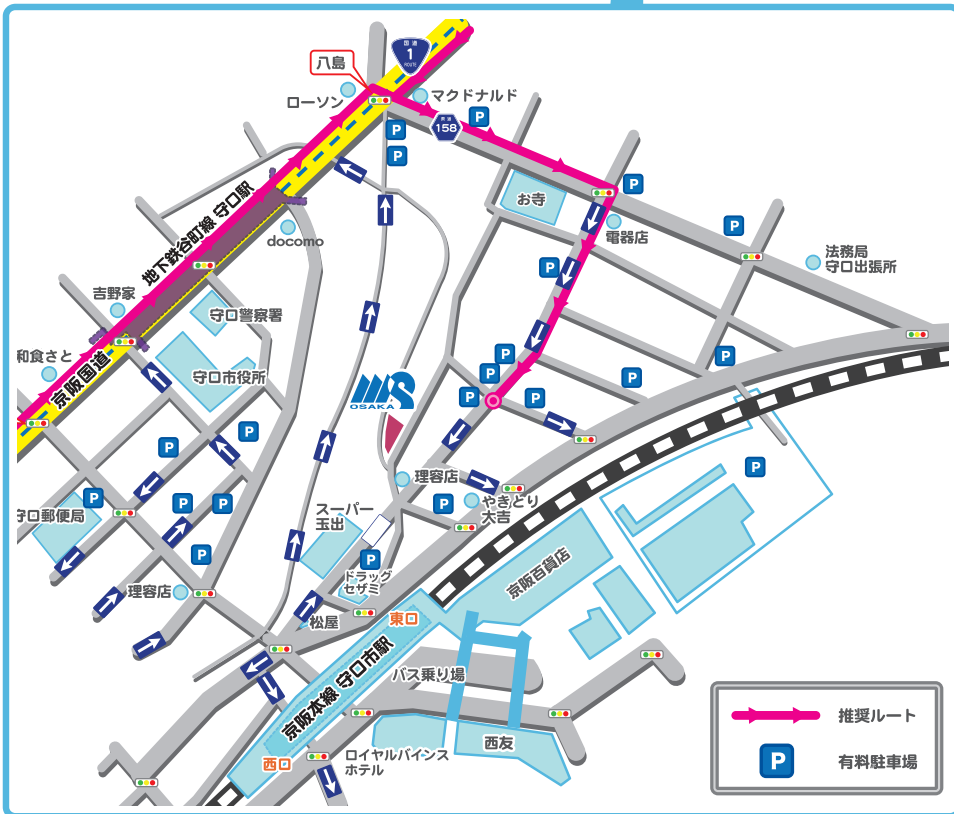 国道
1
ROUTE
八島
ローソン
マクドナルド
P
府道
158
P
P
お寺
P
P
電器店
法務局
守口出張所
地下鉄谷町線 守口駅
docomo
P
吉野家
守口警察署
和食さと
京阪国道
守口市役所
P
P
P
P
P
P
MS
OSAKA
P
P
P
P
P
P
理容店
P
やきとり
大吉
守口郵便局
スーパー
玉出
P
P
ドラッグ
セザミ
京阪百貨店
理容店
松屋
東口
京阪本線 守口市駅
バス乗り場
西口
ロイヤルパインス
ホテル
西友
推奨ルート
P
有料駐車場